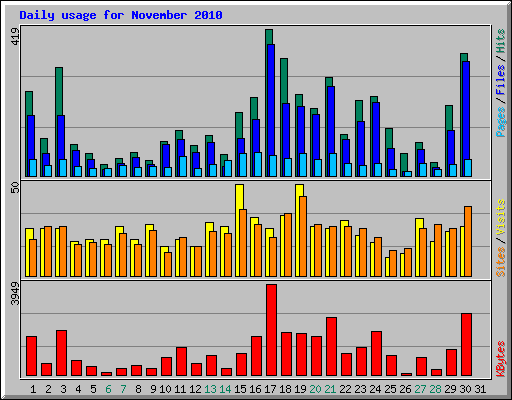 Daily usage for November 2010
419
Pages / Files / Hits
50
Sites / Visits
3949
KBytes
1 2 3 4 5 6 7 8 9 10 11 12 13 14 15 16 17 18 19 20 21 22 23 24 25 26 27 28 29 30 31